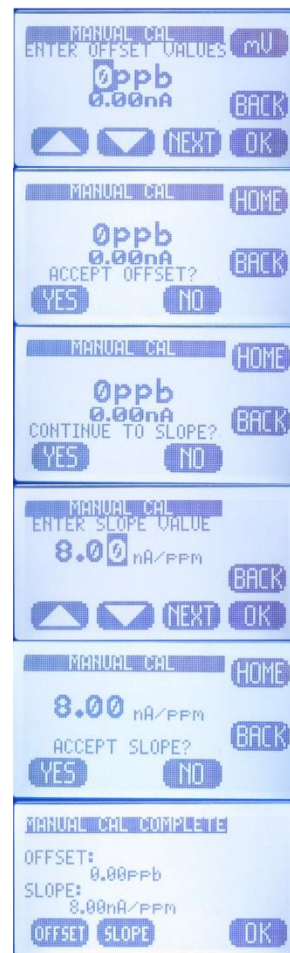 MANUAL CAL
ENTER OFFSET VALUES
mV
0ppb
0.00nA
BACK
NEXT
OK
MANUAL CAL
HOME
0ppb
0.00nA
BACK
ACCEPT OFFSET?
YES
NO
MANUAL CAL
HOME
0ppb
0.00nA
BACK
CONTINUE TO SLOPE?
YES
NO
MANUAL CAL
ENTER SLOPE VALUE
8.00 nA/ppm
BACK
NEXT
OK
MANUAL CAL
HOME
8.00 nA/ppm
BACK
ACCEPT SLOPE?
YES
NO
MANUAL CAL COMPLETE
OFFSET:
0.00ppb
SLOPE:
8.00nA/ppm
OFFSET
SLOPE
OK